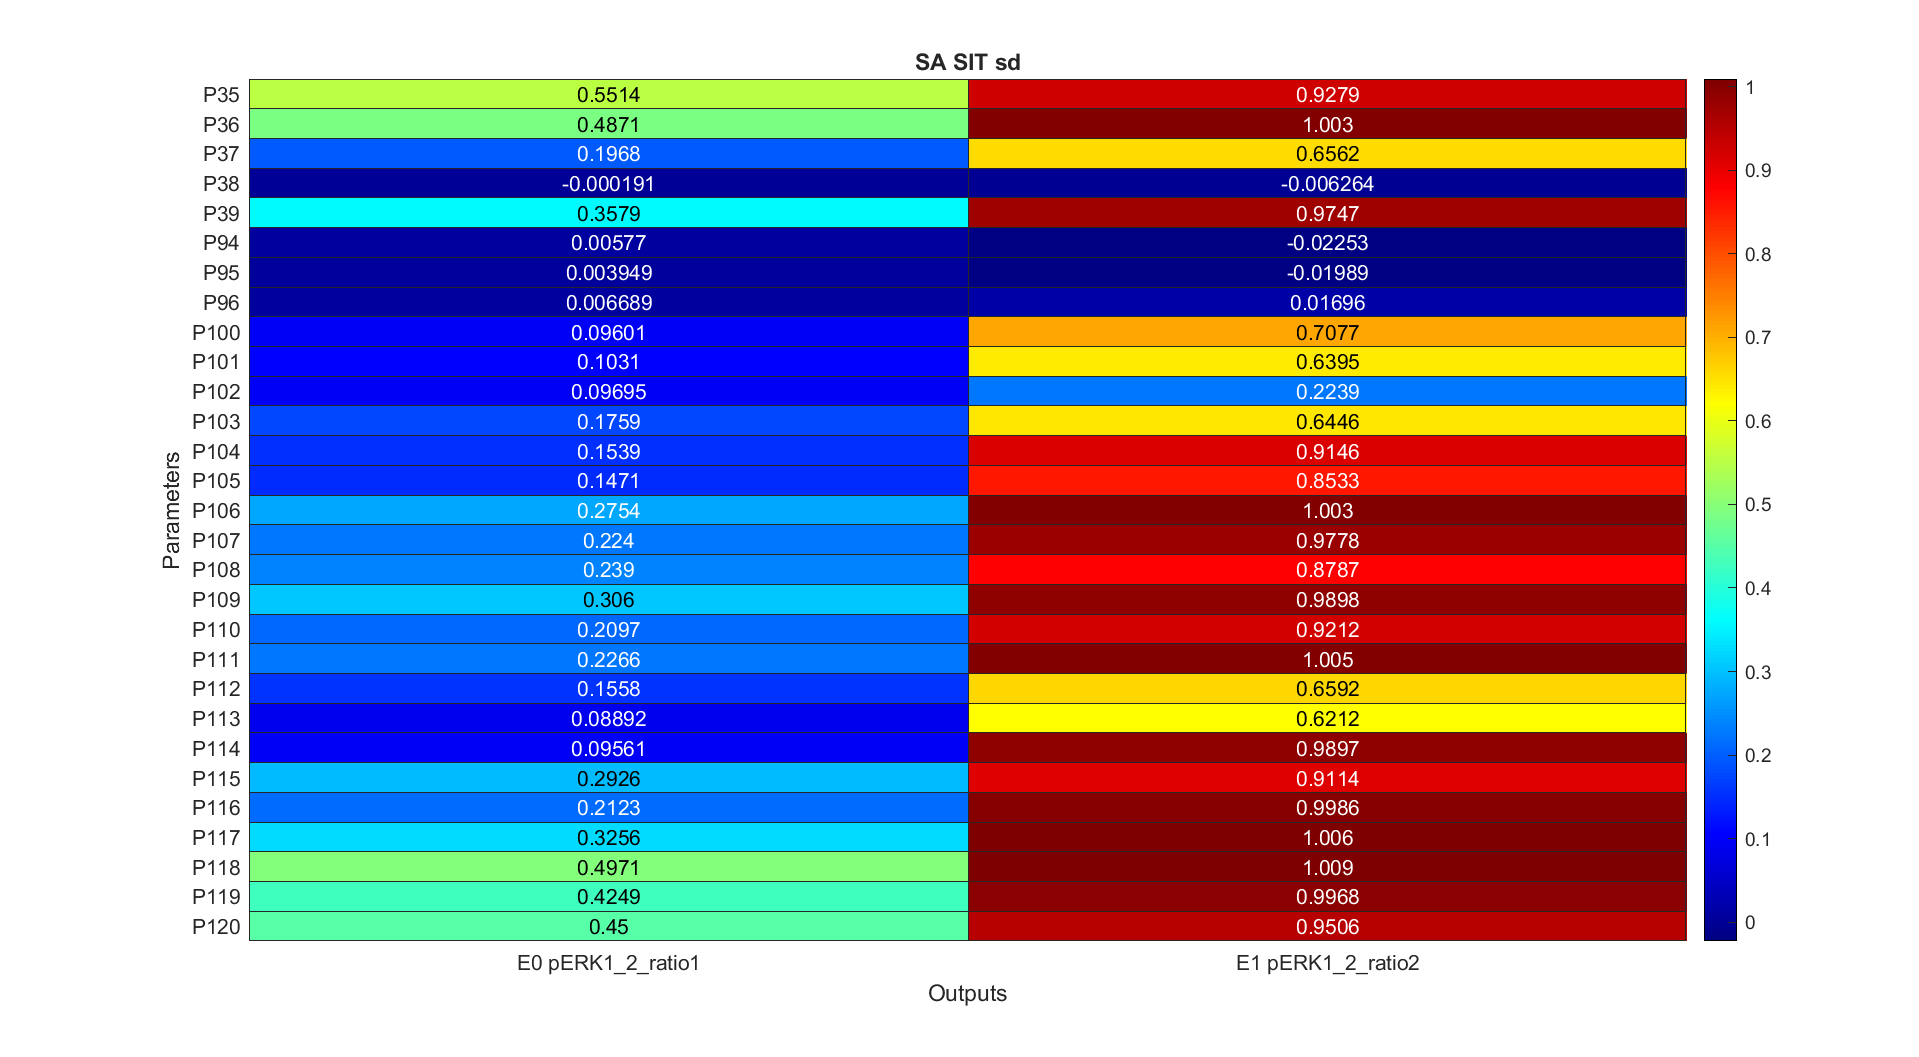 SA SIT sd
P35 0.5514 0.9279 1
P36 0.4871 1.003
P37 0.1968 0.6562
P38 -0.000191 -0.006264 0.9
P39 0.3579 0.9747
P94 0.00577 -0.02253 0.8
P95 0.003949 -0.01989
P96 0.006689 0.01696
P100 0.09601 0.7077 0.7
P101 0.1031 0.6395
P102 0.09695 0.2239
P103 0.1759 0.6446 0.6
P104 0.1539 0.9146
P105 0.1471 0.8533
P106 0.2754 1.003 0.5
P107 0.224 0.9778
P108 0.239 0.8787
P109 0.306 0.9898 0.4
P110 0.2097 0.9212
P111 0.2266 1.005 0.3
P112 0.1558 0.6592
P113 0.08892 0.6212
P114 0.09561 0.9897 0.2
P115 0.2926 0.9114
P116 0.2123 0.9986
P117 0.3256 1.006 0.1
P118 0.4971 1.009
P119 0.4249 0.9968
P120 0.45 0.9506 0
Parameters
E0 pERK1_2_ratio1 E1 pERK1_2_ratio2
Outputs